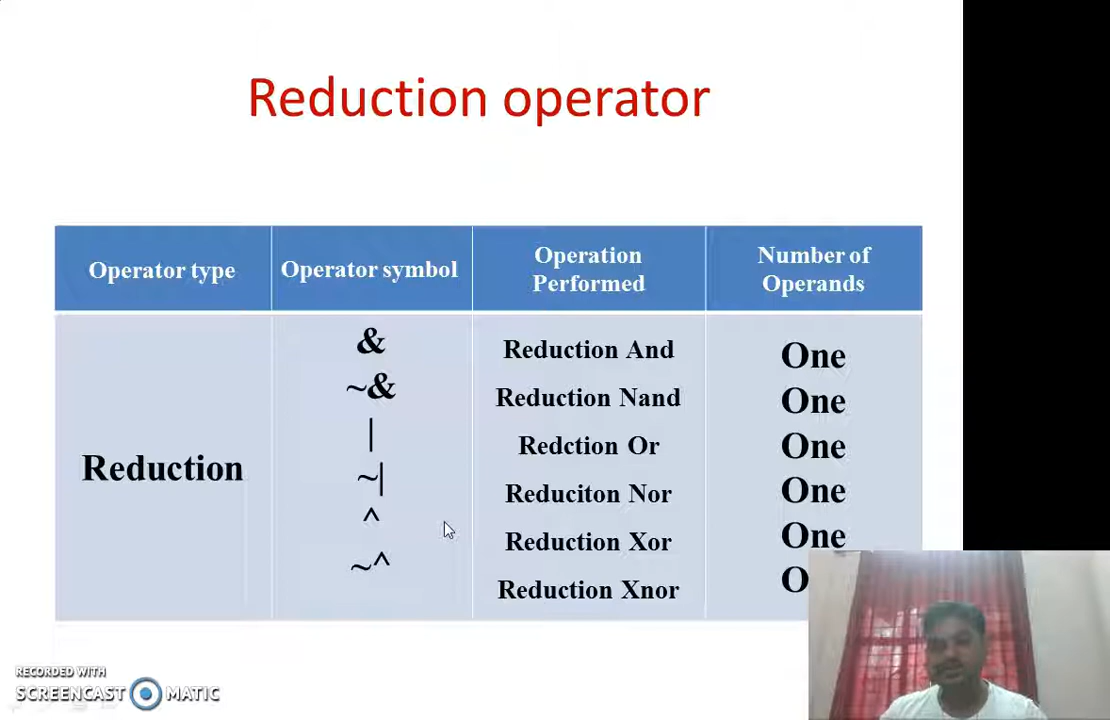 Reduction operator
Operator type
Operator symbol
Operation
Performed
Number of
Operands
Reduction
&
~&
|
~|
^
~^
Reduction And
Reduction Nand
Redction Or
Reduciton Nor
Reduction Xor
Reduction Xnor
One
One
One
One
One
RECORDED WITH
SCREENCAST MATIC